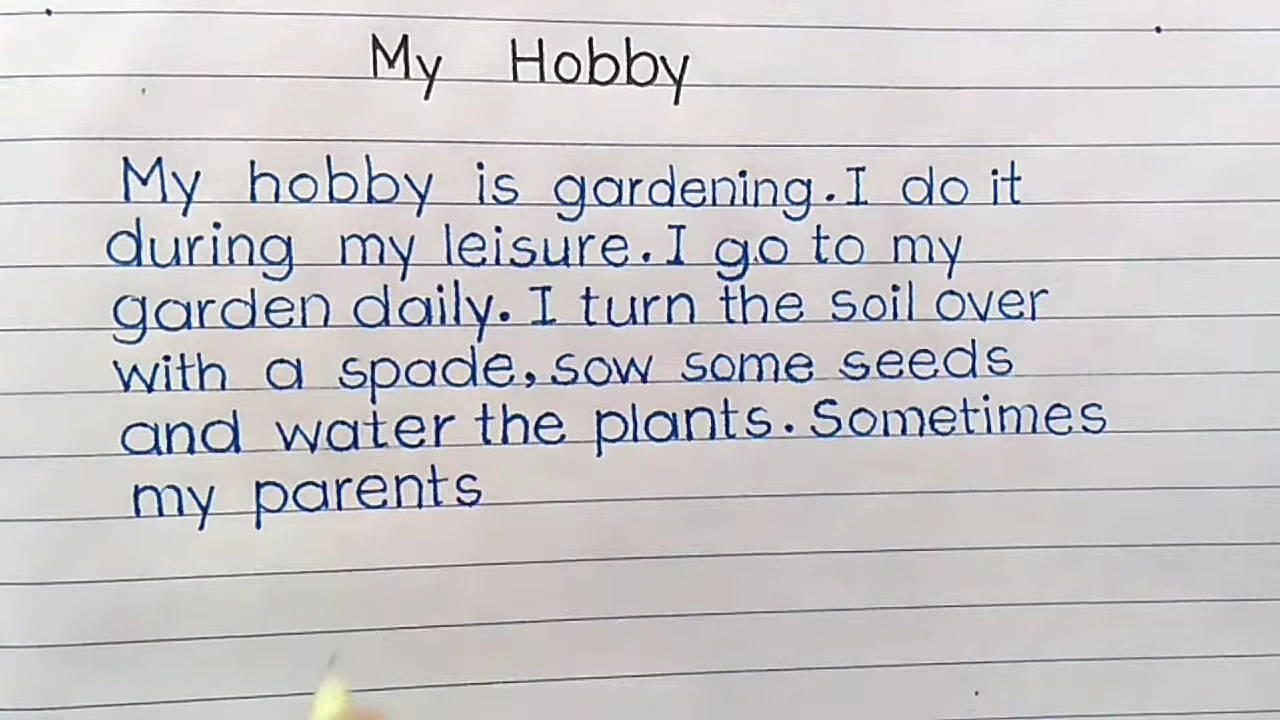 My Hobby
My hobby is gardening. I do it
during my leisure. I go to my
garden daily. I turn the soil over
with a spade, sow some seeds
and water the plants. Sometimes
my parents